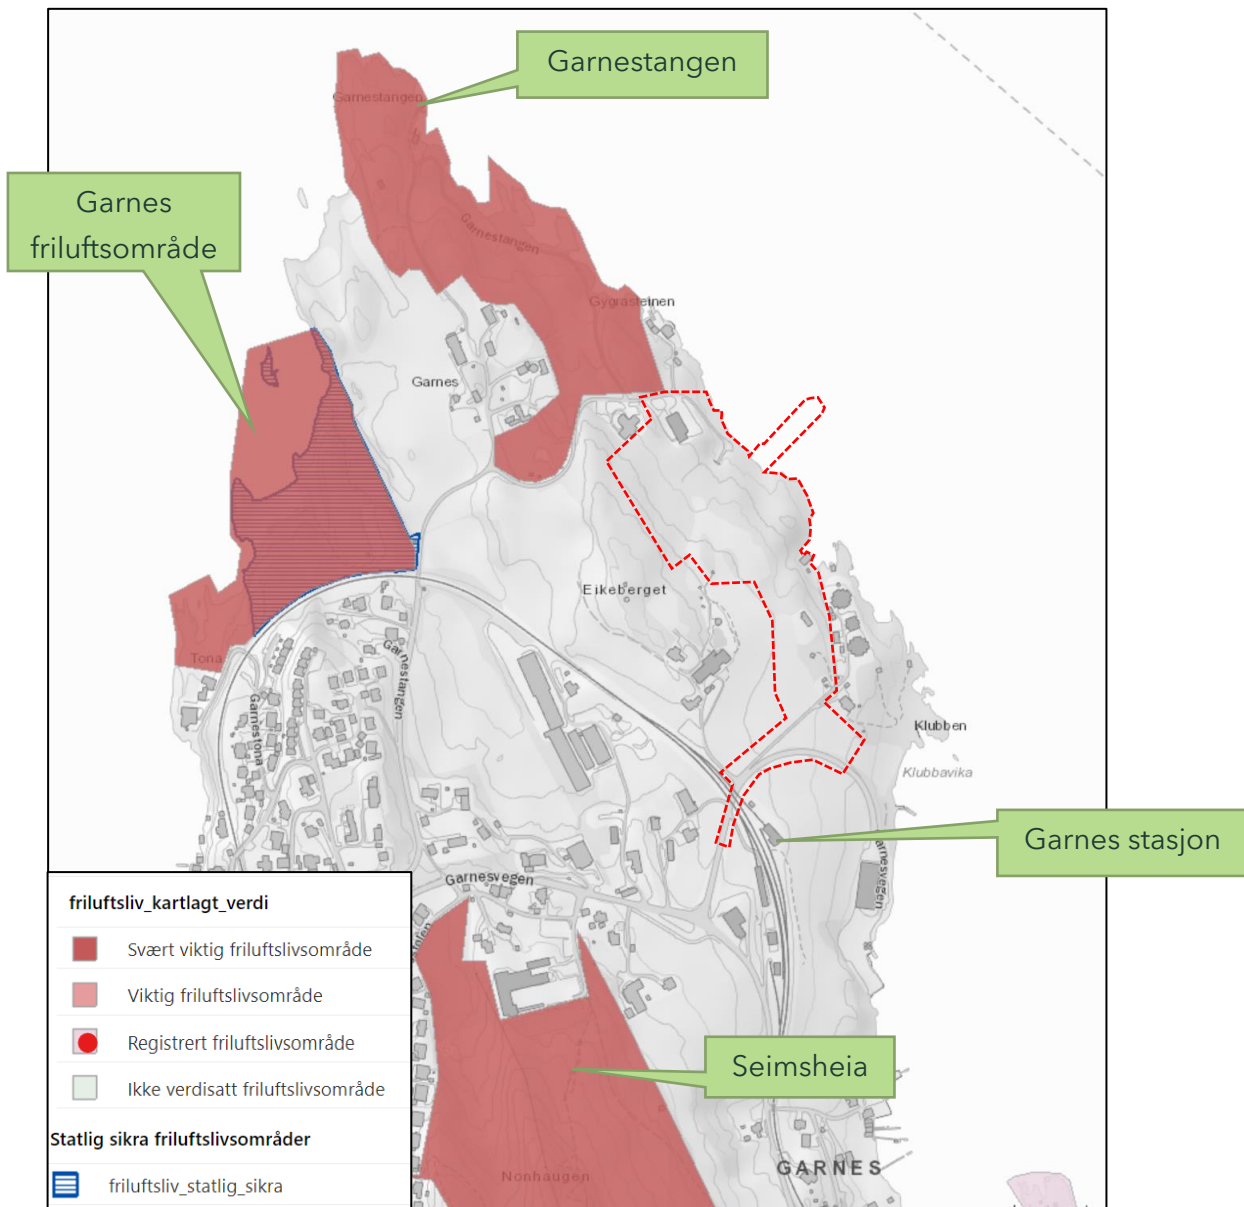 Garnestangen
Garnestangen
Garnes
friluftsområde
Garnestangen
Gygrasteinen
Garnes
Eikeberget
Tona
Garnestangen
Garnestona
Klubben
Klubbavika
Garnes stasjon
Garnesvegen
Garnesvegen
Seimsheia
Nonhaugen
GARNES
friluftsliv_kartlagt_verdi
Svært viktig friluftslivsområde
Viktig friluftslivsområde
Registrert friluftslivsområde
Ikke verdisatt friluftslivsområde
Statlig sikra friluftslivsområder
friluftsliv_statlig_sikra